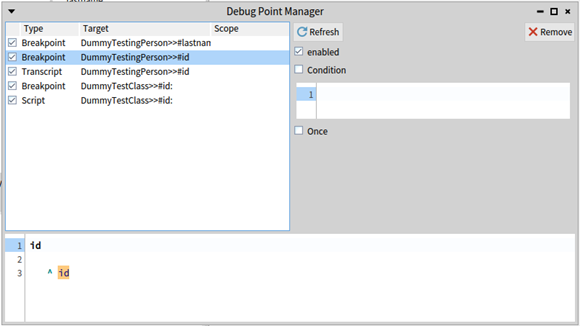 Debug Point Manager
Type Target Scope
Breakpoint DummyTestingPerson>>#lastnan
Breakpoint DummyTestingPerson>>#id
Transcript DummyTestingPerson>>#id
Breakpoint DummyTestClass>>#id:
Script DummyTestClass>>#id:
Refresh
Remove
enabled
Condition
1
Once
1 id
2
3 ^ id